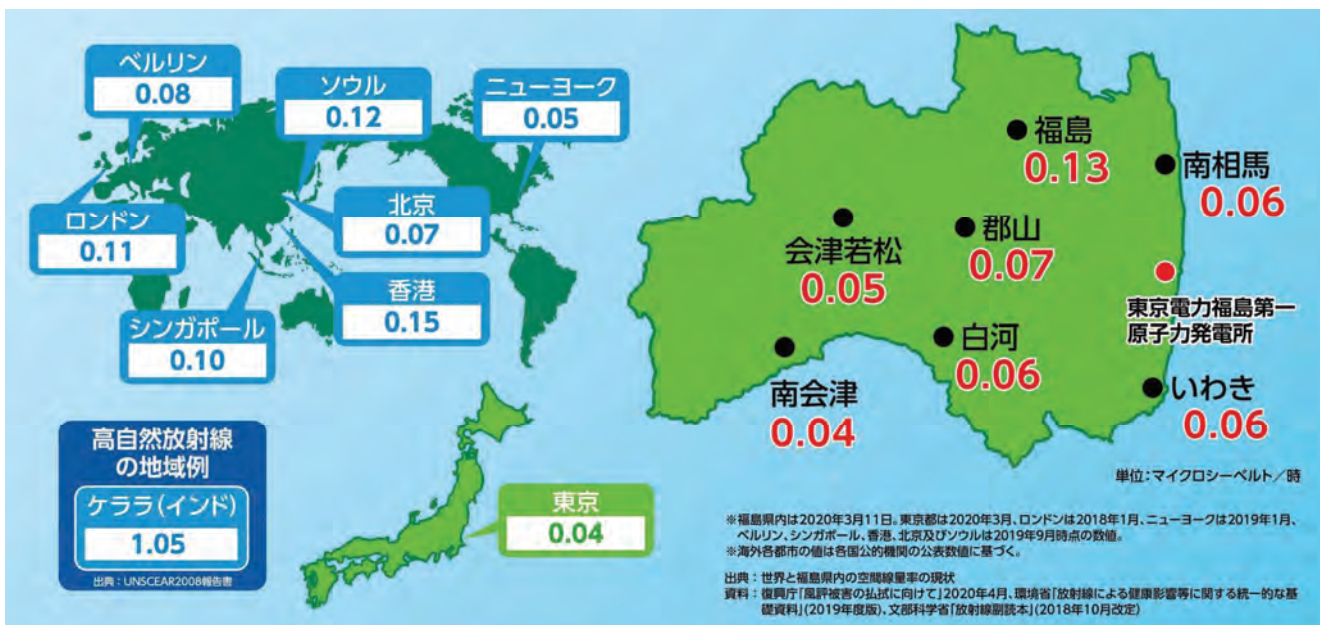 ベルリン
0.08
ソウル
0.12
ニューヨーク
0.05
ロンドン
0.11
北京
0.07
香港
0.15
シンガポール
0.10
高自然放射線
の地域例
ケララ(インド)
1.05
出典:UNSCEAR2008報告書
東京
0.04
福島
0.13
南相馬
0.06
会津若松
0.05
郡山
0.07
東京電力福島第一
原子力発電所
白河
0.06
南会津
0.04
いわき
0.06
単位:マイクロシーベルト/時
※福島県内は2020年3月11日。東京都は2020年3月、ロンドンは2018年1月、ニューヨークは2019年1月、
ベルリン、シンガポール、香港、北京及びソウルは2019年9月時点の数値。
※海外各都市の値は各国公的機関の公表数値に基づく。
出典:世界と福島県内の空間線量率の現状
資料:復興庁「風評被害の払拭に向けて」2020年4月、環境省「放射線による健康影響等に関する統一的な基
礎資料」(2019年度版)、文部科学省「放射線副読本」(2018年10月改定)